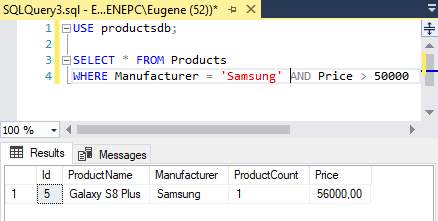 SQLQuery3.sql - E...ENEPC\Eugene (52))*
1 USE productsdb;
2
3 SELECT * FROM Products
4 WHERE Manufacturer = 'Samsung' AND Price > 50000
100 %
Results Messages
Id ProductName Manufacturer ProductCount Price
1 5 Galaxy S8 Plus Samsung 1 56000,00